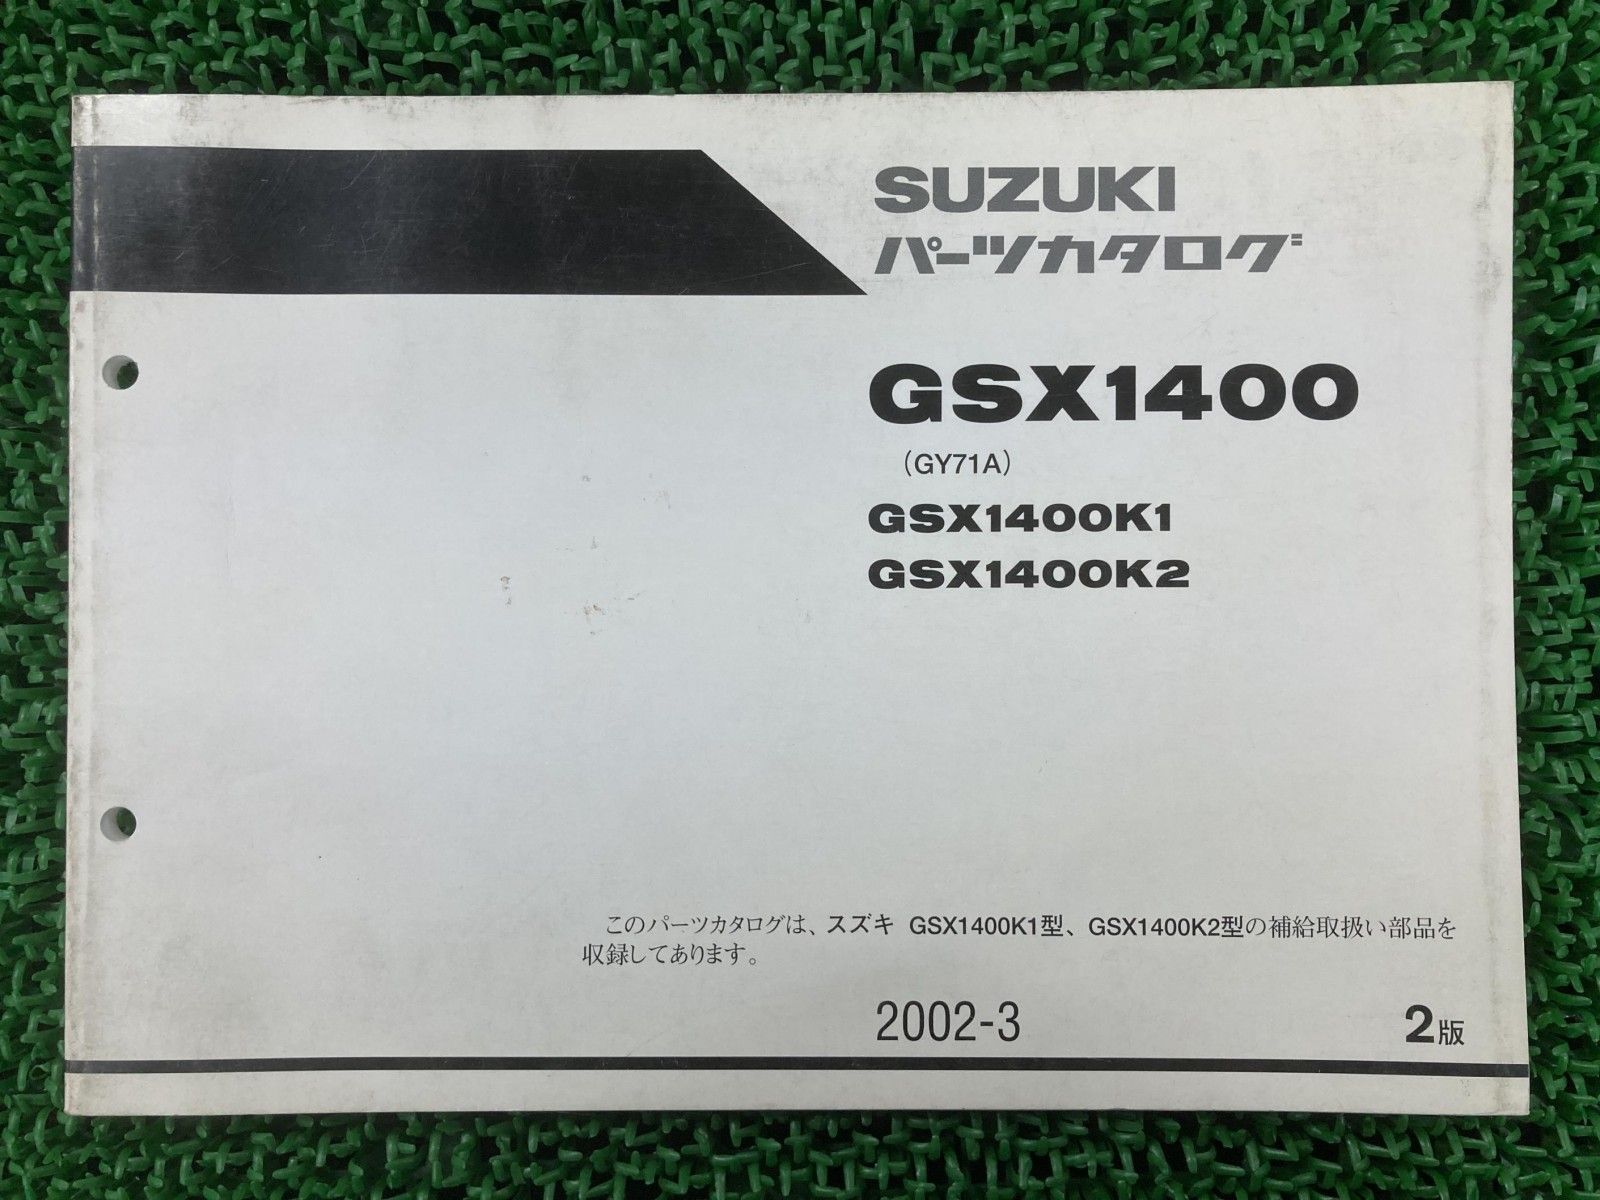 SUZUKI
パーツカタログ
GSX1400
(GY71A)
GSX1400K1
GSX1400K2
このパーツカタログは、スズキ GSX1400K1型、GSX1400K2型の補給取扱い部品を
収録してあります。
2002-3 2版